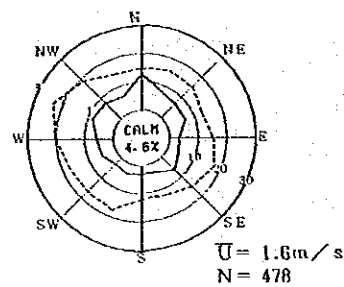 N
NW NE
CALM
W 4.6% E
10
20
30
SW SE
S
U̅ = 1.6m/s
N = 478